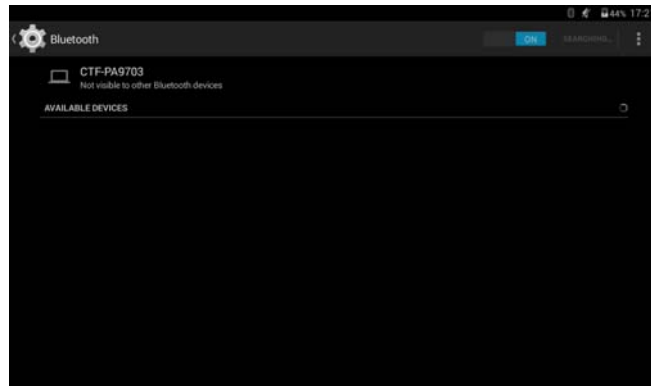 44% 17:2
Bluetooth
ON
SEARCHING...
CTF-PA9703
Not visible to other Bluetooth devices
AVAILABLE DEVICES